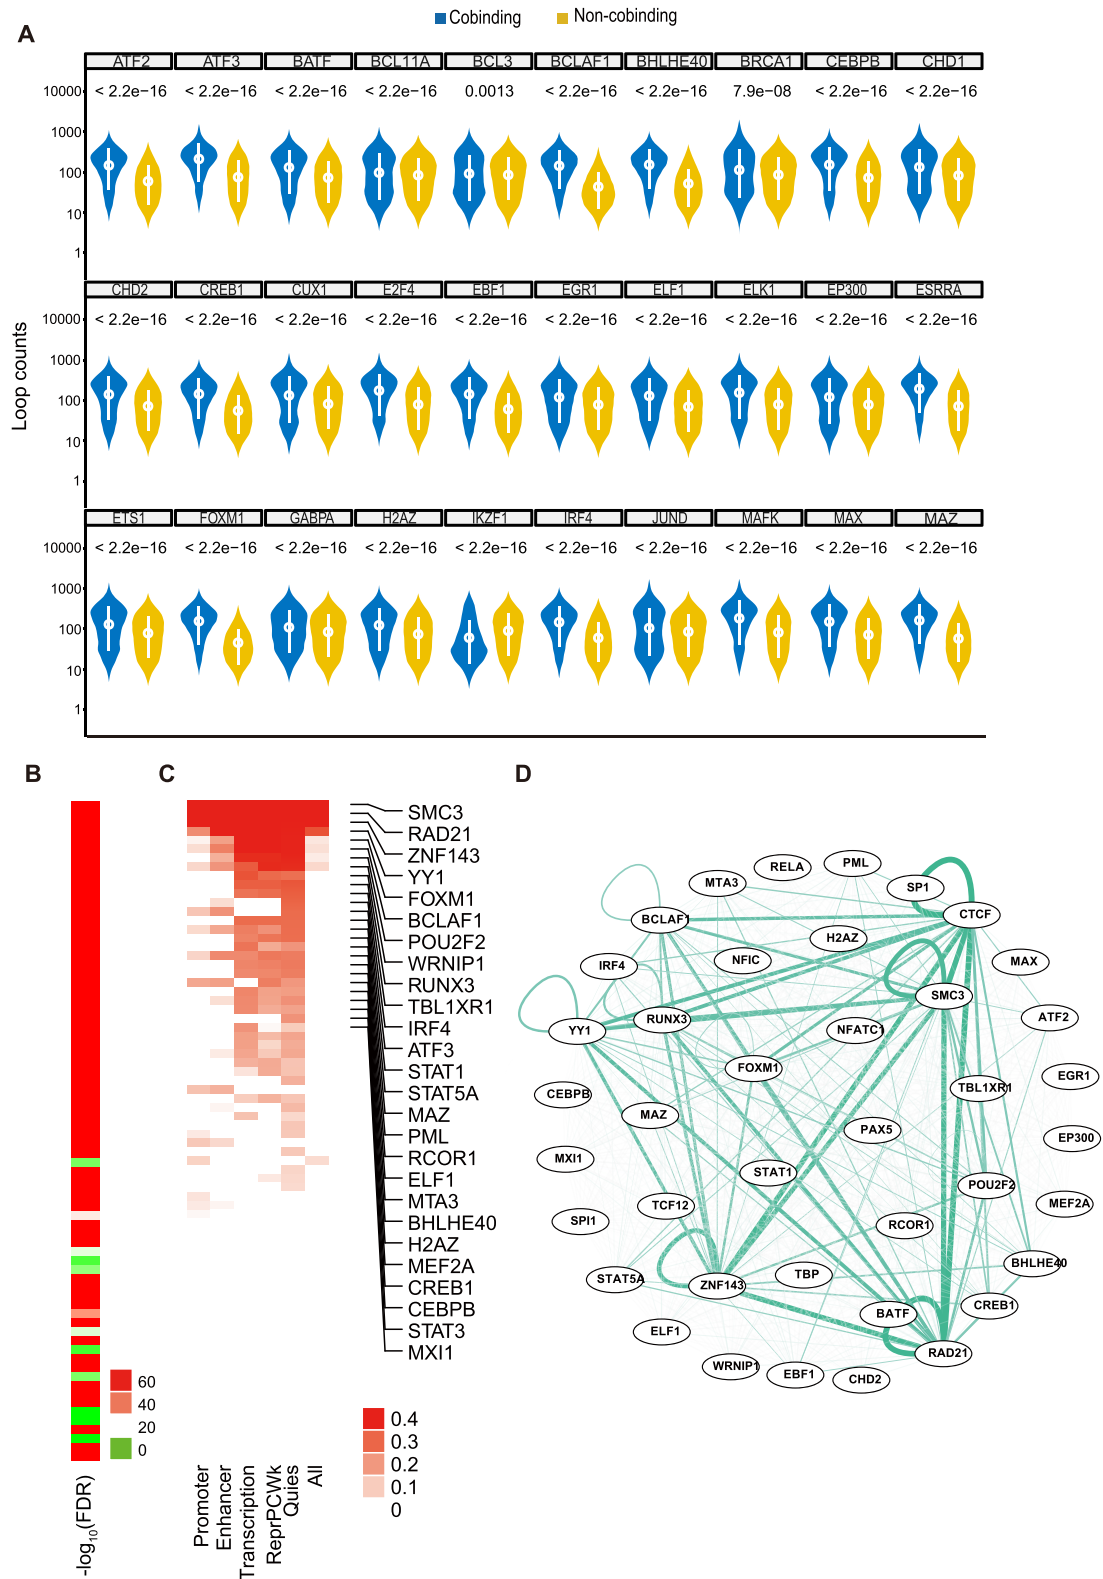 Cobinding Non-cobinding
A
ATF2 ATF3 BATF BCL11A BCL3 BCLAF1 BHLHE40 BRCA1 CEBPB CHD1
10000 < 2.2e−16 < 2.2e−16 < 2.2e−16 < 2.2e−16 0.0013 < 2.2e−16 < 2.2e−16 7.9e−08 < 2.2e−16 < 2.2e−16
1000
100
10
1
CHD2 CREB1 CUX1 E2F4 EBF1 EGR1 ELF1 ELK1 EP300 ESRRA
10000 < 2.2e−16 < 2.2e−16 < 2.2e−16 < 2.2e−16 < 2.2e−16 < 2.2e−16 < 2.2e−16 < 2.2e−16 < 2.2e−16 < 2.2e−16
1000
Loop counts
100
10
1
ETS1 FOXM1 GABPA H2AZ IKZF1 IRF4 JUND MAFK MAX MAZ
10000 < 2.2e−16 < 2.2e−16 < 2.2e−16 < 2.2e−16 < 2.2e−16 < 2.2e−16 < 2.2e−16 < 2.2e−16 < 2.2e−16 < 2.2e−16
1000
100
10
1
B
60
40
20
0
-log10(FDR)
C
SMC3
RAD21
ZNF143
YY1
FOXM1
BCLAF1
POU2F2
WRNIP1
RUNX3
TBL1XR1
IRF4
ATF3
STAT1
STAT5A
MAZ
PML
RCOR1
ELF1
MTA3
BHLHE40
H2AZ
MEF2A
CREB1
CEBPB
STAT3
MXI1
0.4
0.3
0.2
0.1
0
Promoter
Enhancer
Transcription
ReprPCWk
Quies
All
D
PML
RELA
MTA3
SP1
CTCF
BCLAF1
H2AZ
NFIC
MAX
IRF4
SMC3
ATF2
RUNX3
YY1
NFATC1
FOXM1
EGR1
TBL1XR1
CEBPB
MAZ
PAX5
EP300
MXI1
STAT1
POU2F2
MEF2A
TCF12
SPI1
RCOR1
BHLHE40
TBP
STAT5A
ZNF143
CREB1
BATF
ELF1
RAD21
WRNIP1
EBF1
CHD2